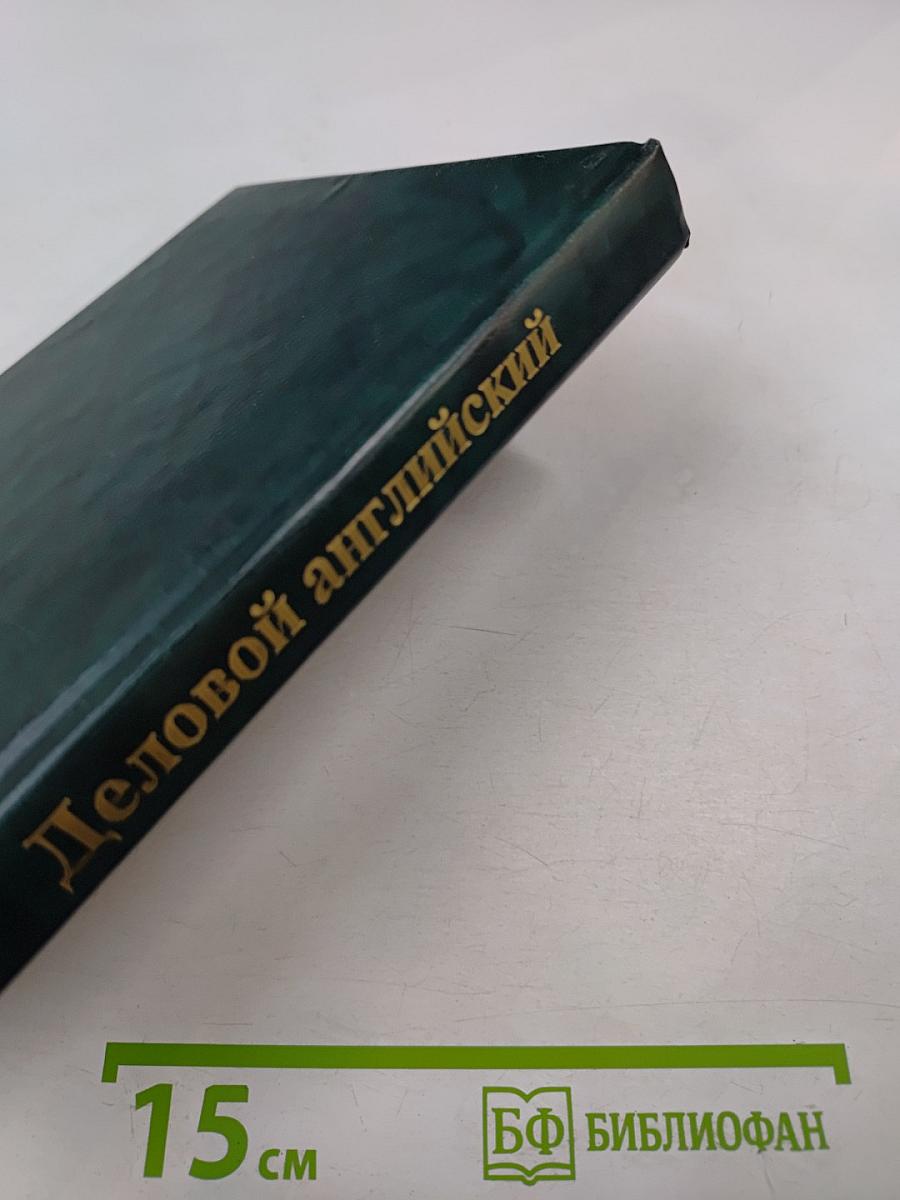 Деловой английский
15 см
БФ БИБЛИОФАН